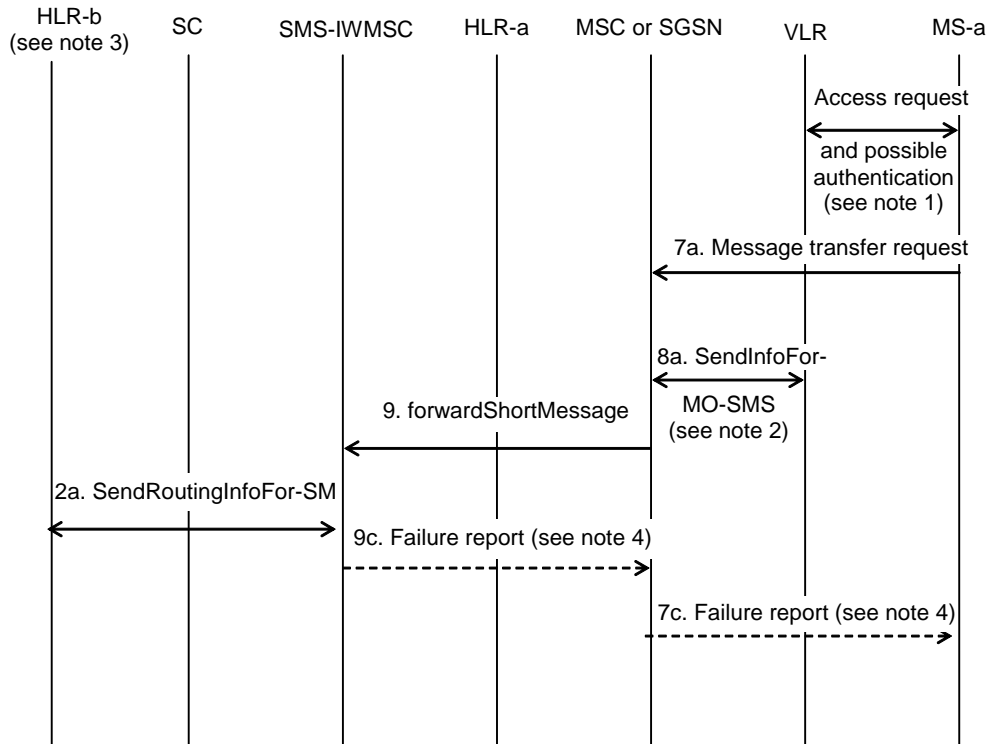 HLR-b
(see note 3)
SC
SMS-IWMSC
HLR-a
MSC or SGSN
VLR
MS-a
Access request
and possible
authentication
(see note 1)
7a. Message transfer request
8a. SendInfoFor-
MO-SMS
(see note 2)
9. forwardShortMessage
2a. SendRoutingInfoFor-SM
9c. Failure report (see note 4)
7c. Failure report (see note 4)